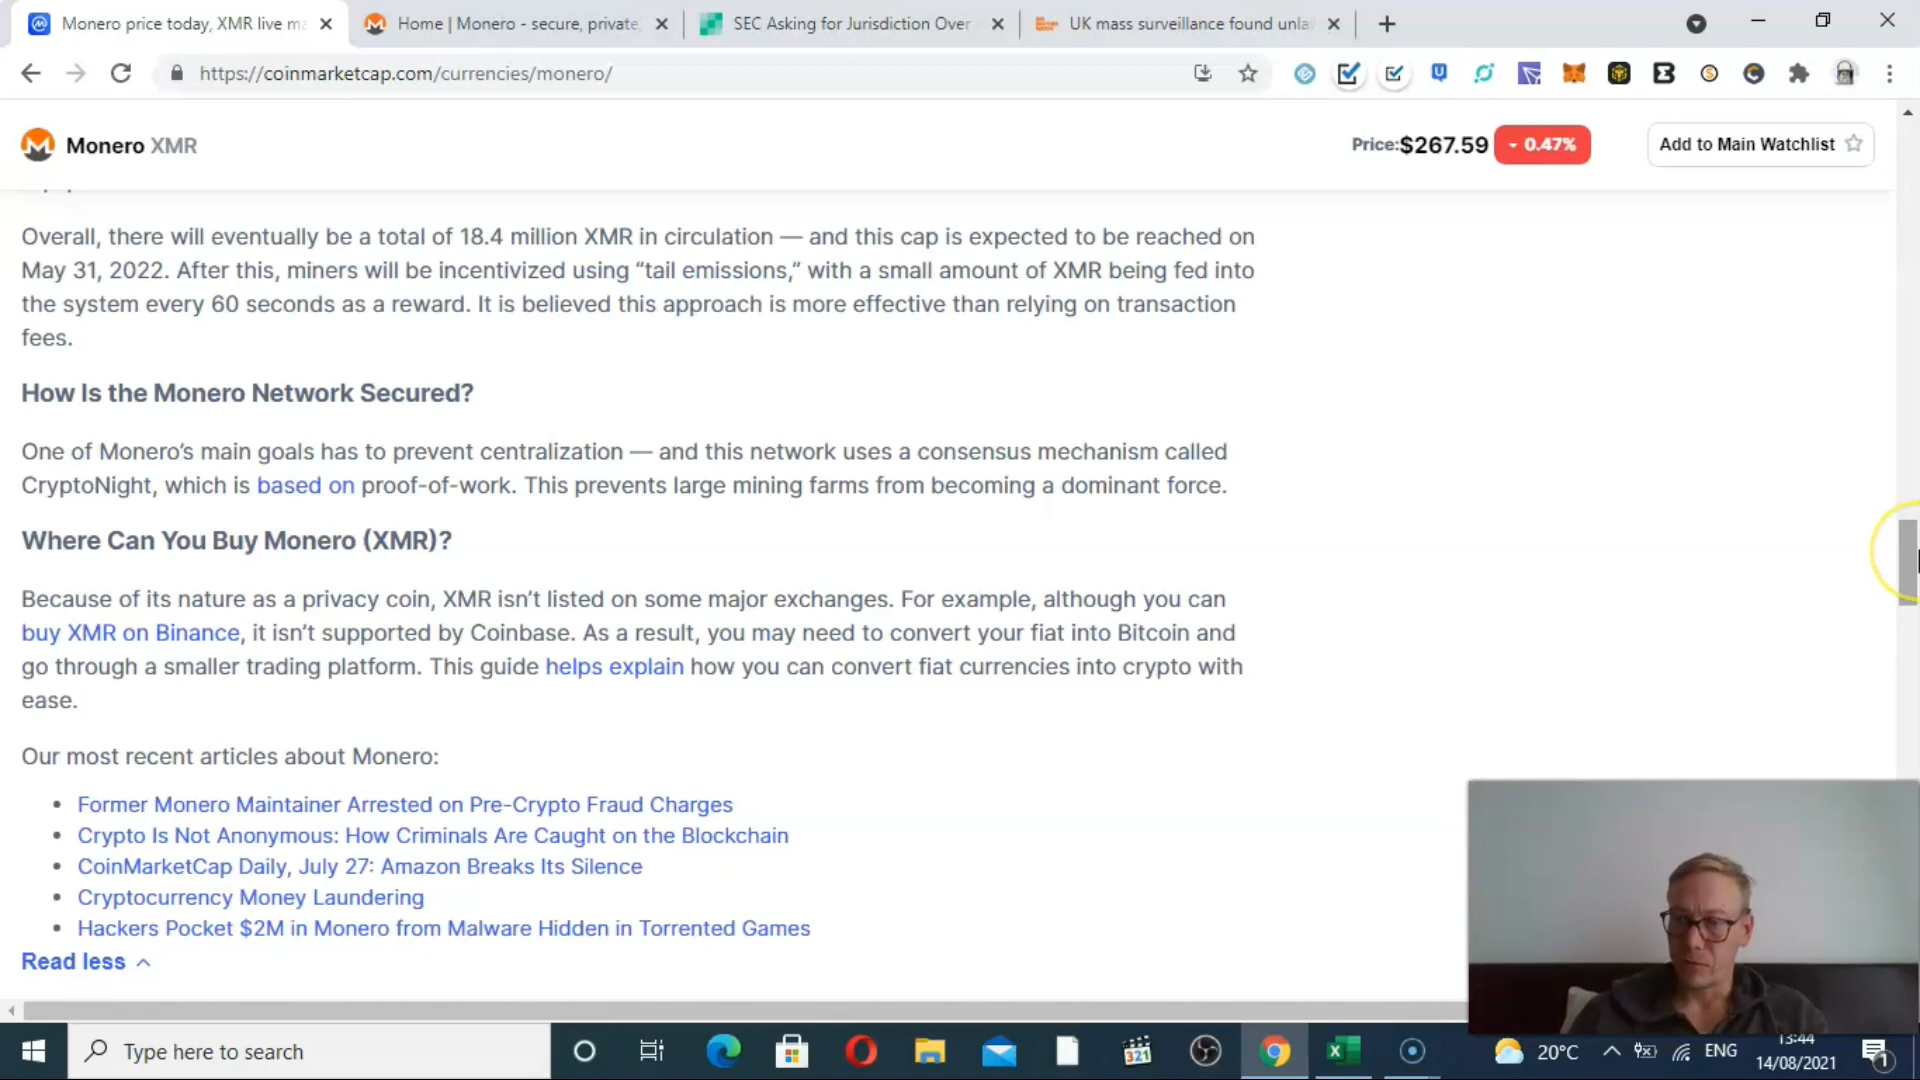 Monero price today, XMR live ma
Home | Monero - secure, private,
SEC Asking for Jurisdiction Over
UK mass surveillance found unla
https://coinmarketcap.com/currencies/monero/
Monero XMR
Price:$267.59
0.47%
Add to Main Watchlist
Overall, there will eventually be a total of 18.4 million XMR in circulation — and this cap is expected to be reached on
May 31, 2022. After this, miners will be incentivized using “tail emissions,” with a small amount of XMR being fed into
the system every 60 seconds as a reward. It is believed this approach is more effective than relying on transaction
fees.
How Is the Monero Network Secured?
One of Monero’s main goals has to prevent centralization — and this network uses a consensus mechanism called
CryptoNight, which is based on proof-of-work. This prevents large mining farms from becoming a dominant force.
Where Can You Buy Monero (XMR)?
Because of its nature as a privacy coin, XMR isn’t listed on some major exchanges. For example, although you can
buy XMR on Binance, it isn’t supported by Coinbase. As a result, you may need to convert your fiat into Bitcoin and
go through a smaller trading platform. This guide helps explain how you can convert fiat currencies into crypto with
ease.
Our most recent articles about Monero:
• Former Monero Maintainer Arrested on Pre-Crypto Fraud Charges
• Crypto Is Not Anonymous: How Criminals Are Caught on the Blockchain
• CoinMarketCap Daily, July 27: Amazon Breaks Its Silence
• Cryptocurrency Money Laundering
• Hackers Pocket $2M in Monero from Malware Hidden in Torrented Games
Read less
Type here to search
321
20°C
ENG
13:44
14/08/2021
1